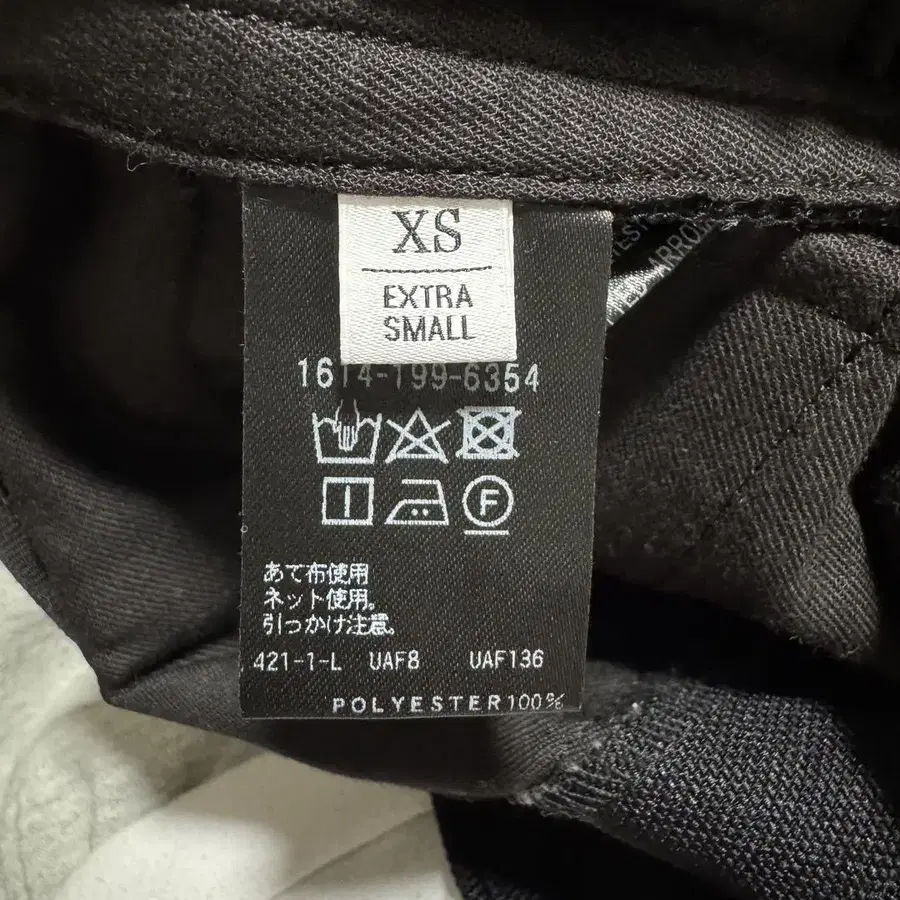 XS
EXTRA
SMALL
1614-199-6354
F
あて布使用
ネット使用。
引っかけ注意。
421-1-L UAF8 UAF136
POLYESTER100%